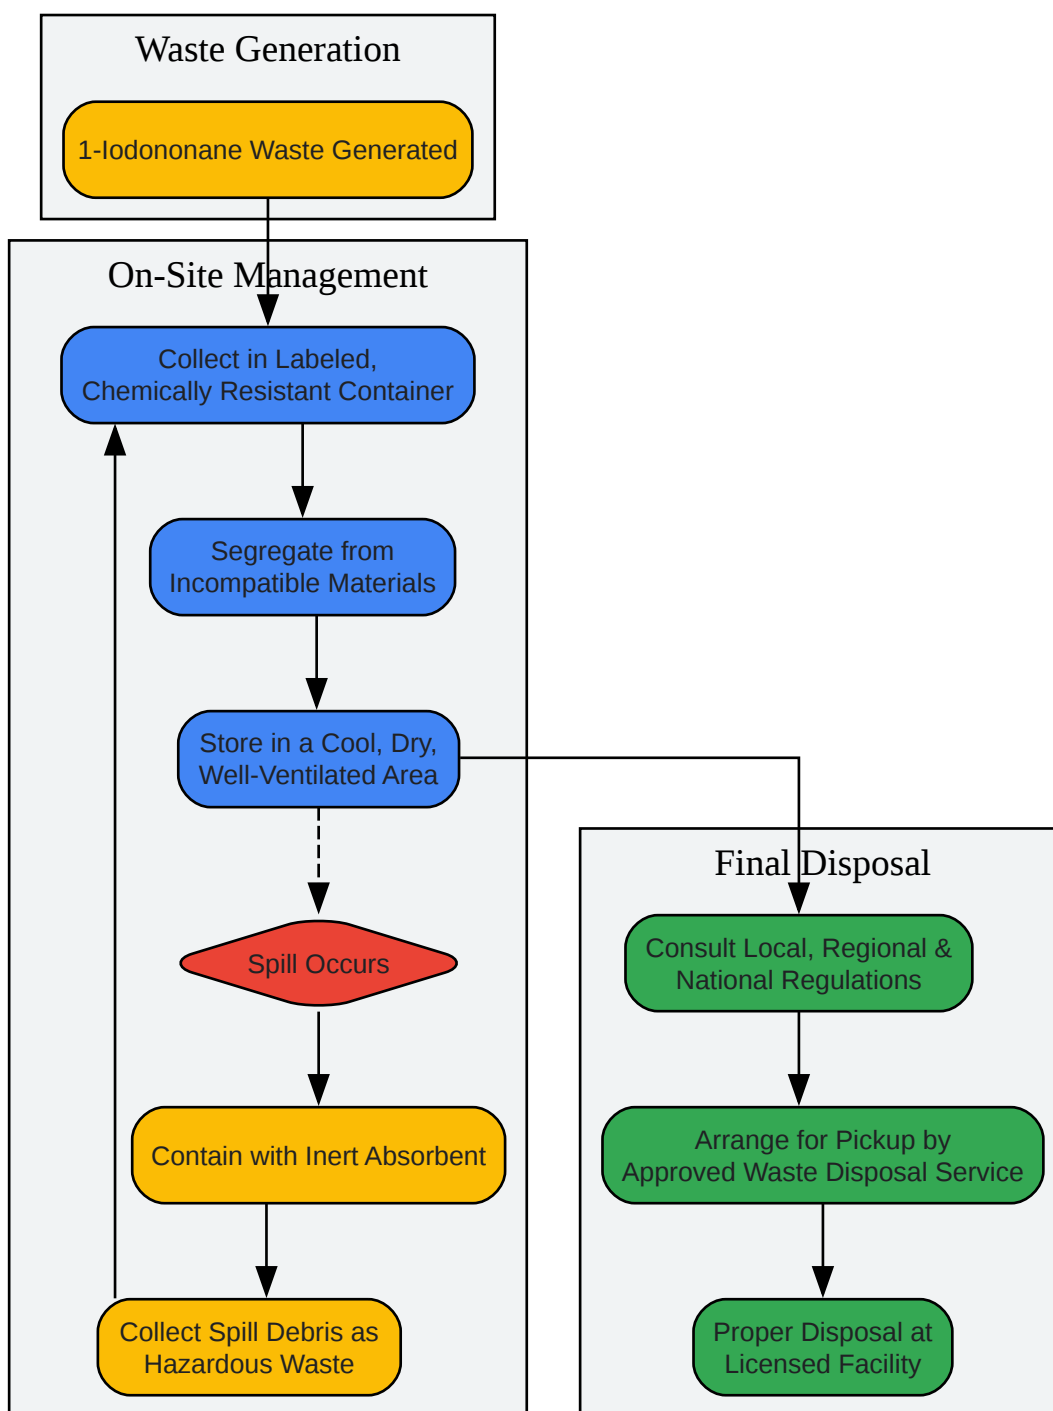 Waste Generation
1-Iodononane Waste Generated
On-Site Management
Collect in Labeled,
Chemically Resistant Container
Segregate from
Incompatible Materials
Store in a Cool, Dry,
Well-Ventilated Area
Spill Occurs
Contain with Inert Absorbent
Collect Spill Debris as
Hazardous Waste
Final Disposal
Consult Local, Regional &
National Regulations
Arrange for Pickup by
Approved Waste Disposal Service
Proper Disposal at
Licensed Facility